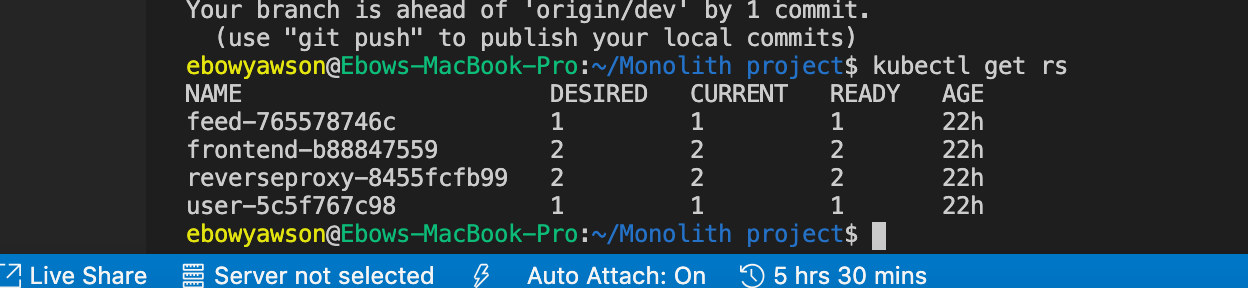 Your branch is ahead of 'origin/dev' by 1 commit.
(use "git push" to publish your local commits)
ebowyawson@Ebows-MacBook-Pro:~/Monolith project$ kubectl get rs
NAME DESIRED CURRENT READY AGE
feed-765578746c 1 1 1 22h
frontend-b88847559 2 2 2 22h
reverseproxy-8455fcfb99 2 2 2 22h
user-5c5f767c98 1 1 1 22h
ebowyawson@Ebows-MacBook-Pro:~/Monolith project$
Live Share Server not selected Auto Attach: On 5 hrs 30 mins